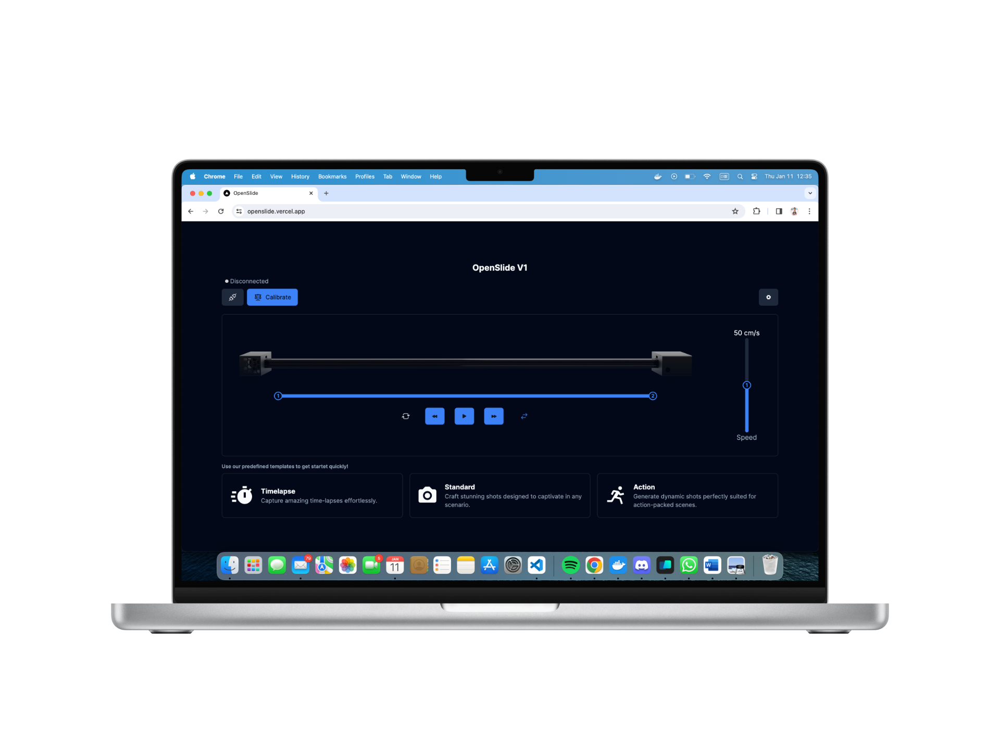 Chrome File Edit View History Bookmarks Profiles Tab Window Help Thu Jan 11 12:35
OpenSlide
openslide.vercel.app
OpenSlide V1
Disconnected
Calibrate
50 cm/s
1
1 2
Speed
Use our predefined templates to get startet quickly!
Timelapse
Capture amazing time-lapses effortlessly.
Standard
Craft stunning shots designed to captivate in any
scenario.
Action
Generate dynamic shots perfectly suited for
action-packed scenes.
79
5
JAN
11
W